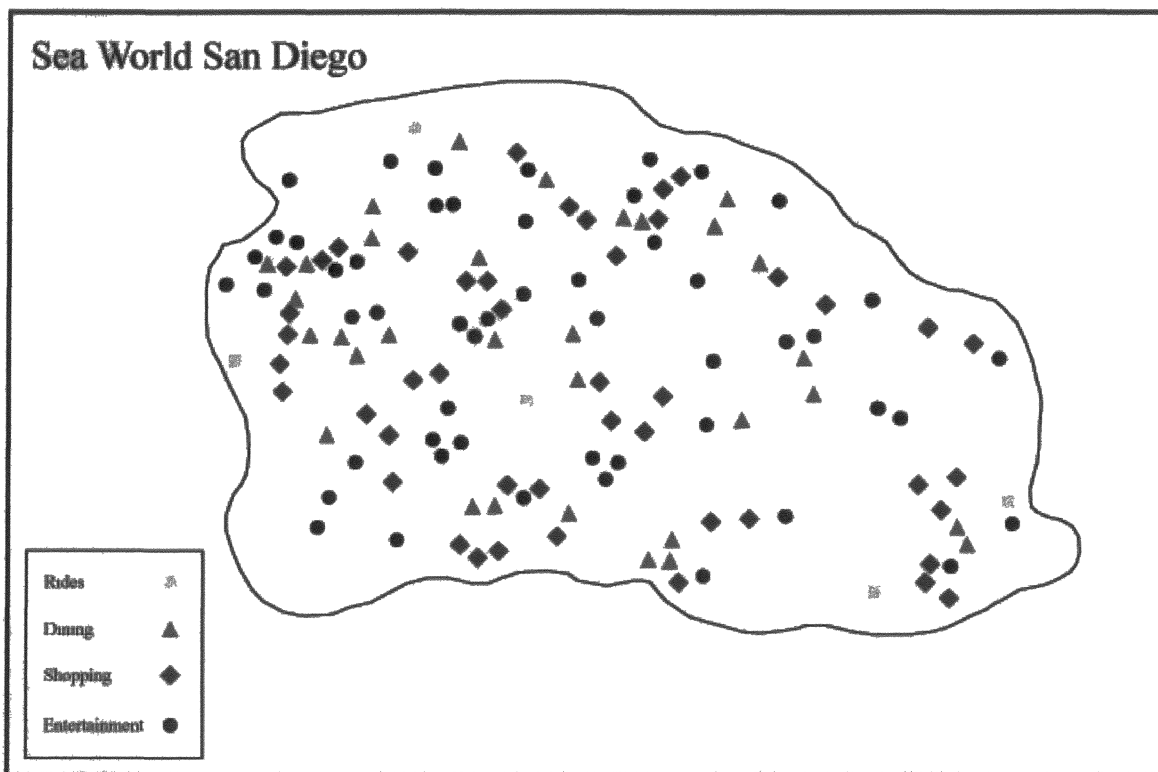 Sea World San Diego
Rides
Dining
Shopping
Entertainment